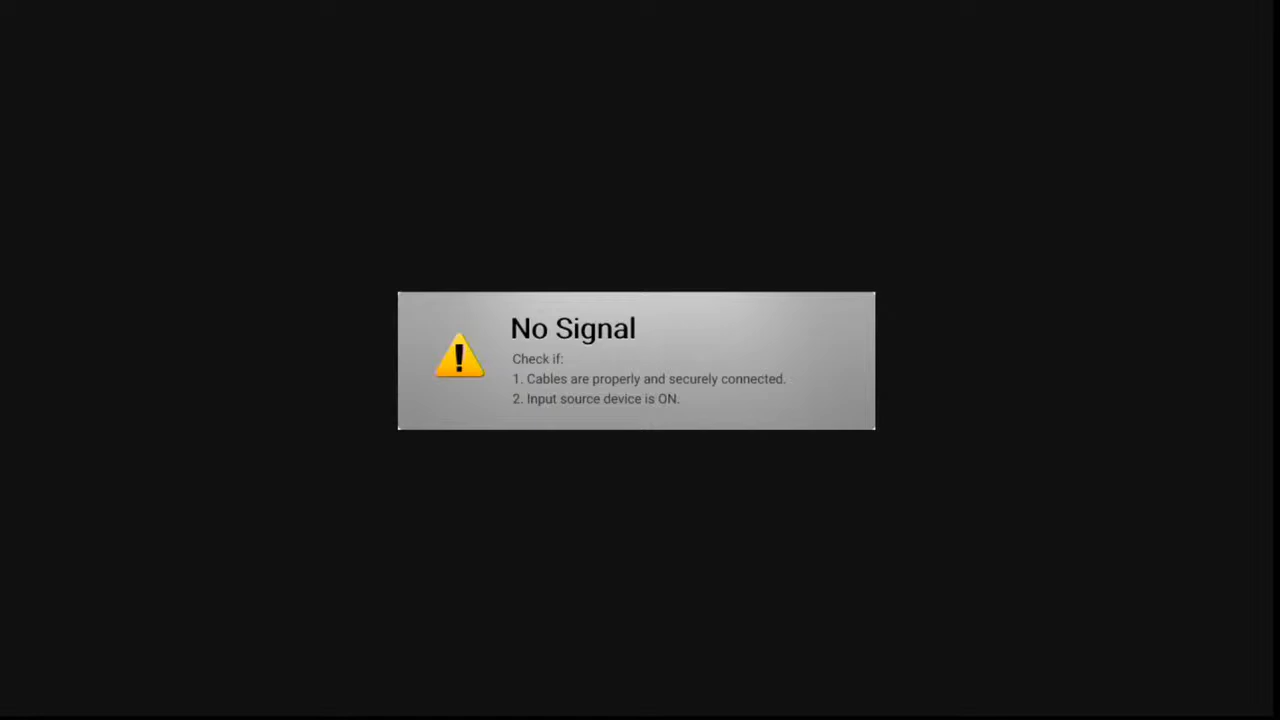 No Signal
Check if:
1. Cables are properly and securely connected.
2. Input source device is ON.